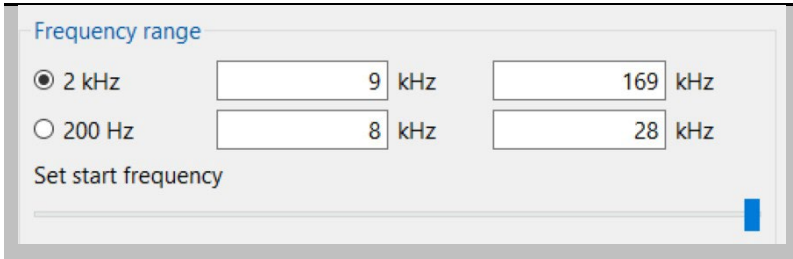 Frequency range
2 kHz 9 kHz 169 kHz
200 Hz 8 kHz 28 kHz
Set start frequency